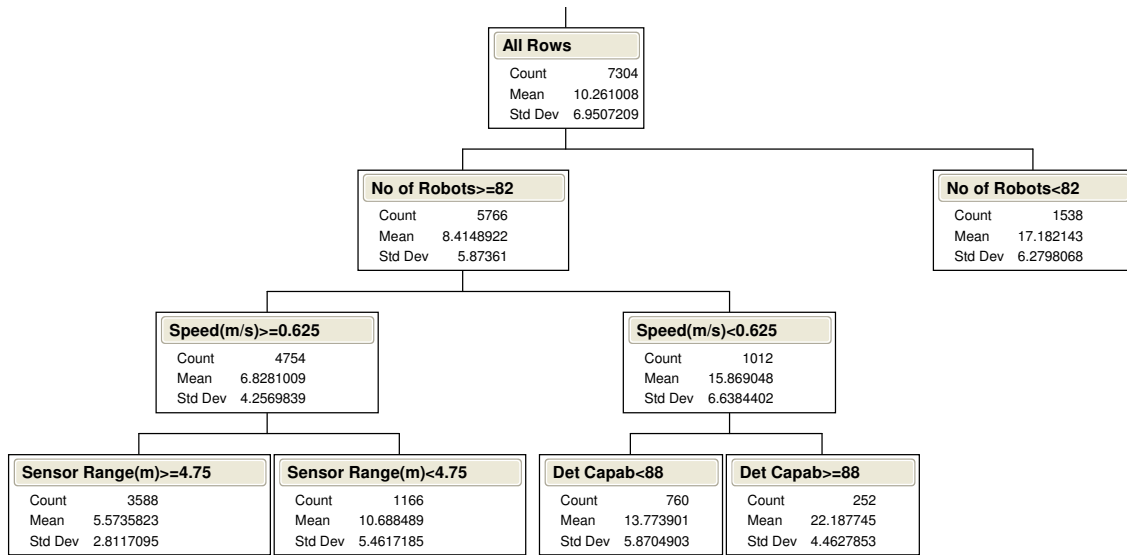 All Rows
Count 7304
Mean 10.261008
Std Dev 6.9507209
No of Robots>=82
Count 5766
Mean 8.4148922
Std Dev 5.87361
No of Robots<82
Count 1538
Mean 17.182143
Std Dev 6.2798068
Speed(m/s)>=0.625
Count 4754
Mean 6.8281009
Std Dev 4.2569839
Speed(m/s)<0.625
Count 1012
Mean 15.869048
Std Dev 6.6384402
Sensor Range(m)>=4.75
Count 3588
Mean 5.5735823
Std Dev 2.8117095
Sensor Range(m)<4.75
Count 1166
Mean 10.688489
Std Dev 5.4617185
Det Capab<88
Count 760
Mean 13.773901
Std Dev 5.8704903
Det Capab>=88
Count 252
Mean 22.187745
Std Dev 4.4627853